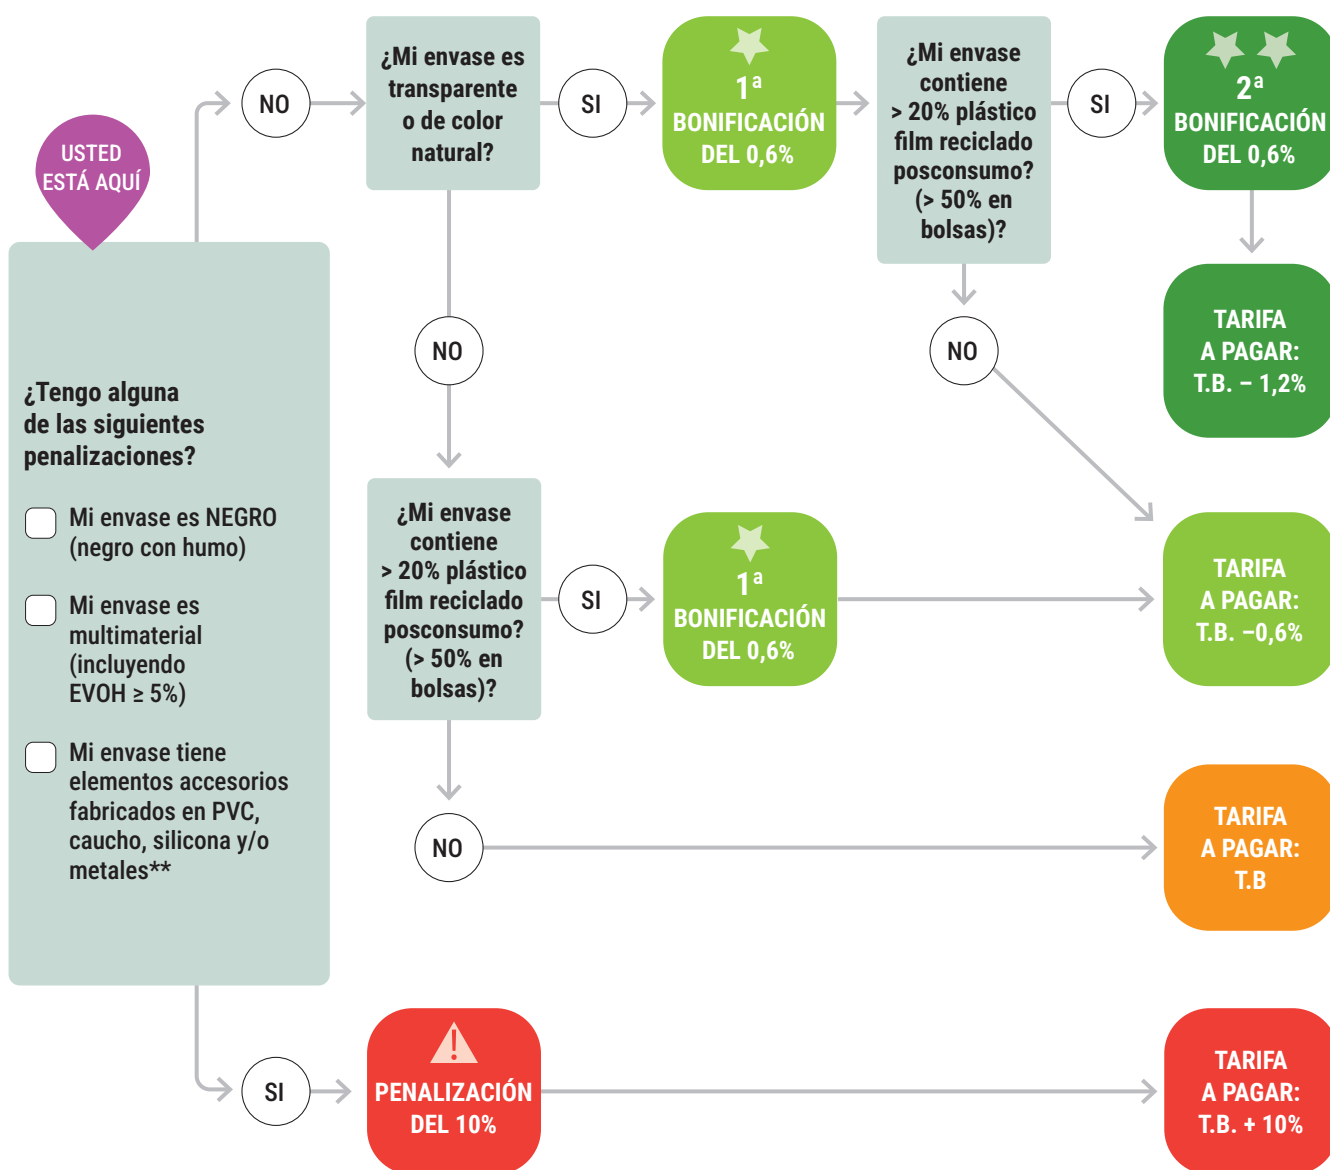 USTED
ESTÁ AQUÍ
¿Tengo alguna
de las siguientes
penalizaciones?
Mi envase es NEGRO
(negro con humo)
Mi envase es
multimaterial
(incluyendo
EVOH ≥ 5%)
Mi envase tiene
elementos accesorios
fabricados en PVC,
caucho, silicona y/o
metales**
NO
¿Mi envase es
transparente
o de color
natural?
SI
1ª
BONIFICACIÓN
DEL 0,6%
¿Mi envase
contiene
> 20% plástico
film reciclado
posconsumo?
(> 50% en
bolsas)?
SI
2ª
BONIFICACIÓN
DEL 0,6%
TARIFA
A PAGAR:
T.B. – 1,2%
NO
NO
¿Mi envase
contiene
> 20% plástico
film reciclado
posconsumo?
(> 50% en
bolsas)?
SI
1ª
BONIFICACIÓN
DEL 0,6%
TARIFA
A PAGAR:
T.B. –0,6%
NO
TARIFA
A PAGAR:
T.B
SI
PENALIZACIÓN
DEL 10%
TARIFA
A PAGAR:
T.B. + 10%